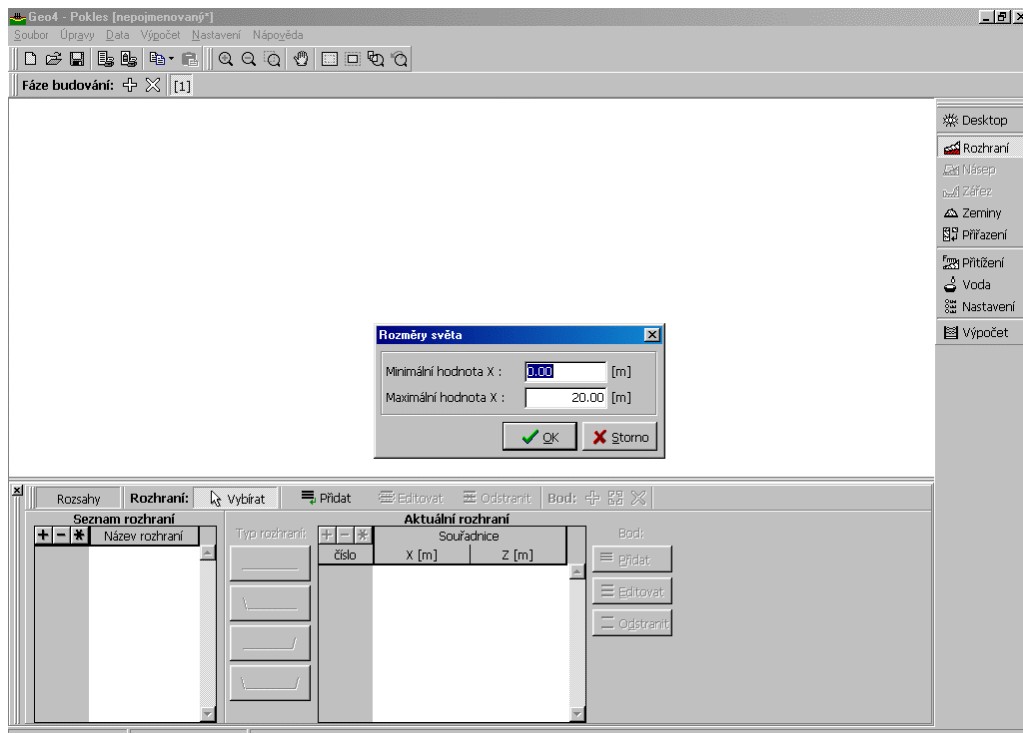 Geo4 - Pokles [nepojmenovaný*]
Soubor Úpravy Data Výpočet Nastavení Nápověda
Fáze budování: [1]
Desktop
Rozhraní
Násep
Zářez
Zeminy
Přiřazení
Přitížení
Voda
Nastavení
Výpočet
Rozměry světa
Minimální hodnota X : 0.00 [m]
Maximální hodnota X : 20.00 [m]
OK Storno
Rozsahy Rozhraní: Vybírat Přidat Editovat Odstranit Bod:
Seznam rozhraní
Název rozhraní
Typ rozhraní:
Aktuální rozhraní
Souřadnice
číslo X [m] Z [m]
Bod:
Přidat
Editovat
Odstranit